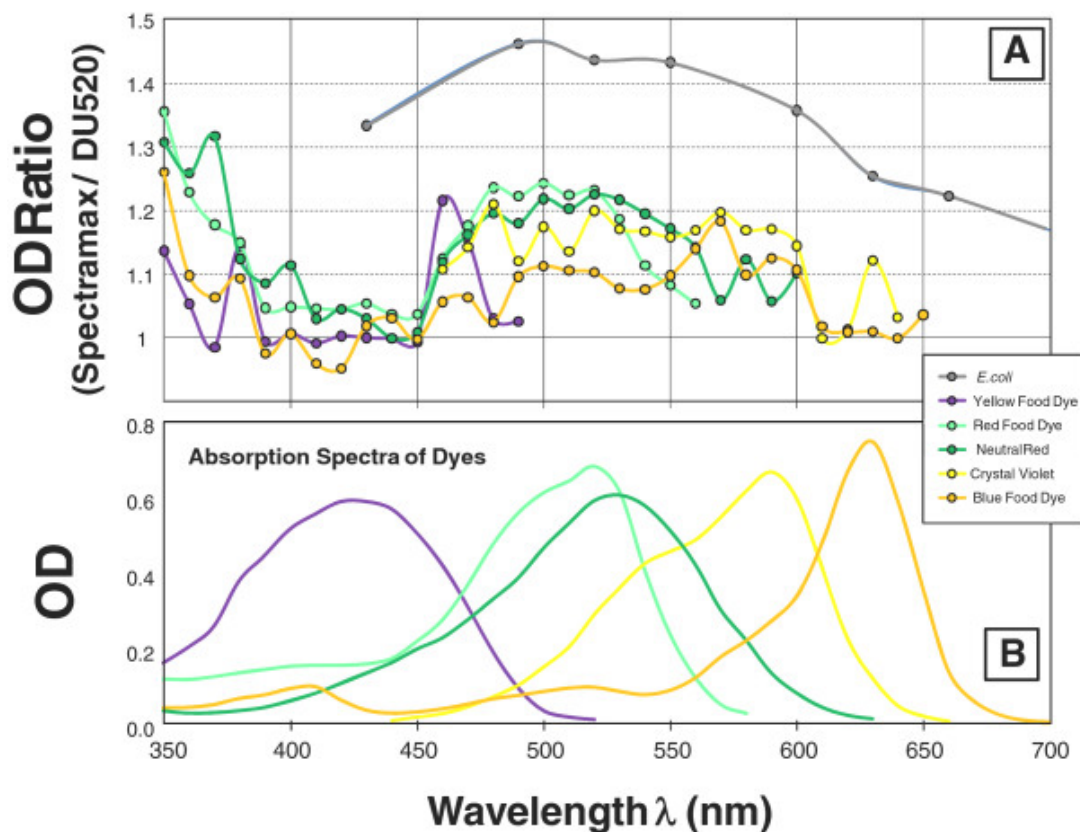 1.5
1.4
1.3
1.2
1.1
1
ODRatio
(Spectramax / DU520)
A
E.coli
Yellow Food Dye
Red Food Dye
NeutralRed
Crystal Violet
Blue Food Dye
0.8
0.6
0.4
0.2
0.0
OD
Absorption Spectra of Dyes
B
350 400 450 500 550 600 650 700
Wavelength λ (nm)